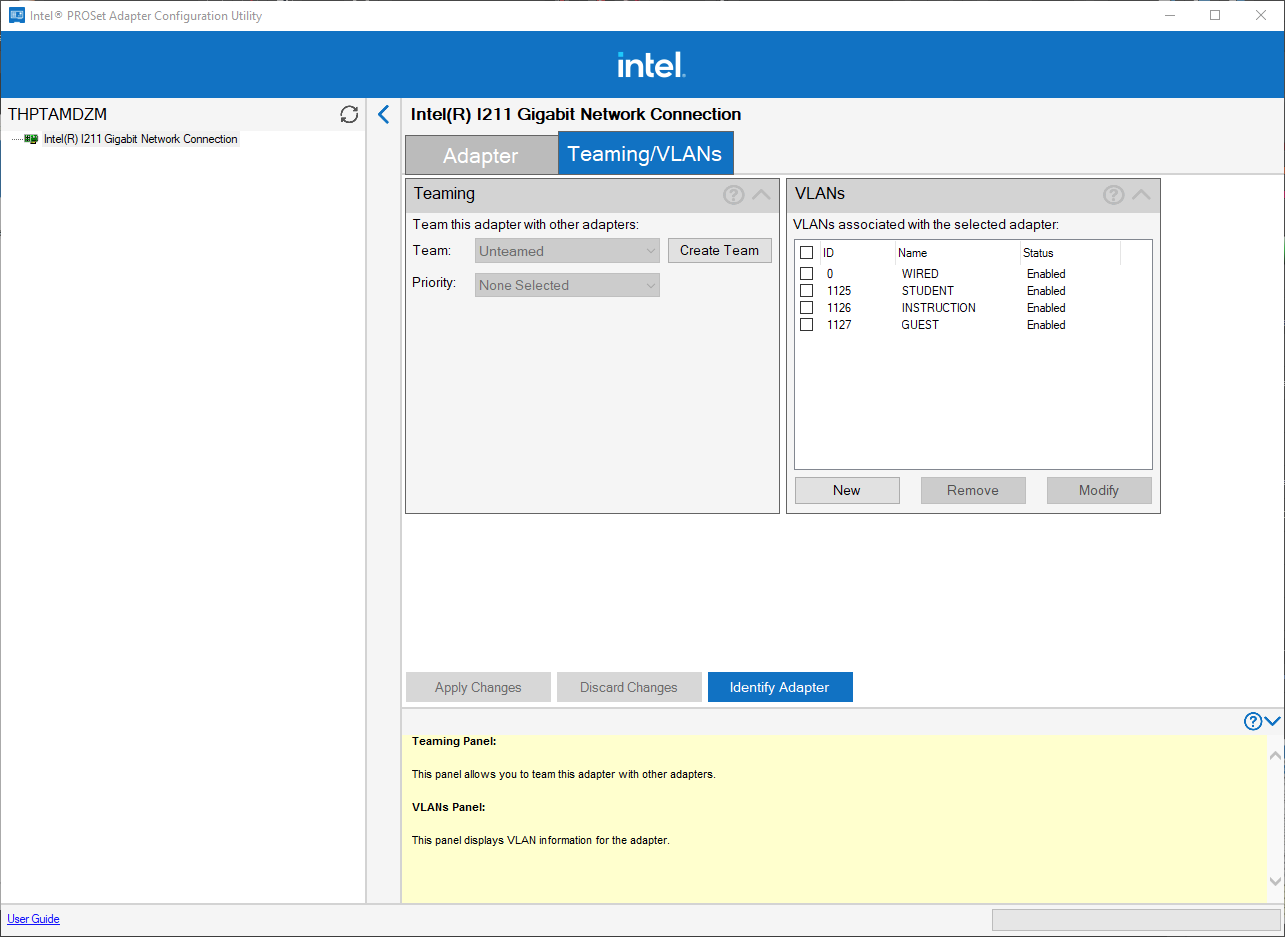 Intel® PROSet Adapter Configuration Utility
intel.
THPTAMDZM
Intel(R) I211 Gigabit Network Connection
Intel(R) I211 Gigabit Network Connection
Adapter
Teaming/VLANs
Teaming
Team this adapter with other adapters:
Team: Unteamed Create Team
Priority: None Selected
VLANs
VLANs associated with the selected adapter:
ID Name Status
0 WIRED Enabled
1125 STUDENT Enabled
1126 INSTRUCTION Enabled
1127 GUEST Enabled
New Remove Modify
Apply Changes Discard Changes Identify Adapter
Teaming Panel:
This panel allows you to team this adapter with other adapters.
VLANs Panel:
This panel displays VLAN information for the adapter.
User Guide